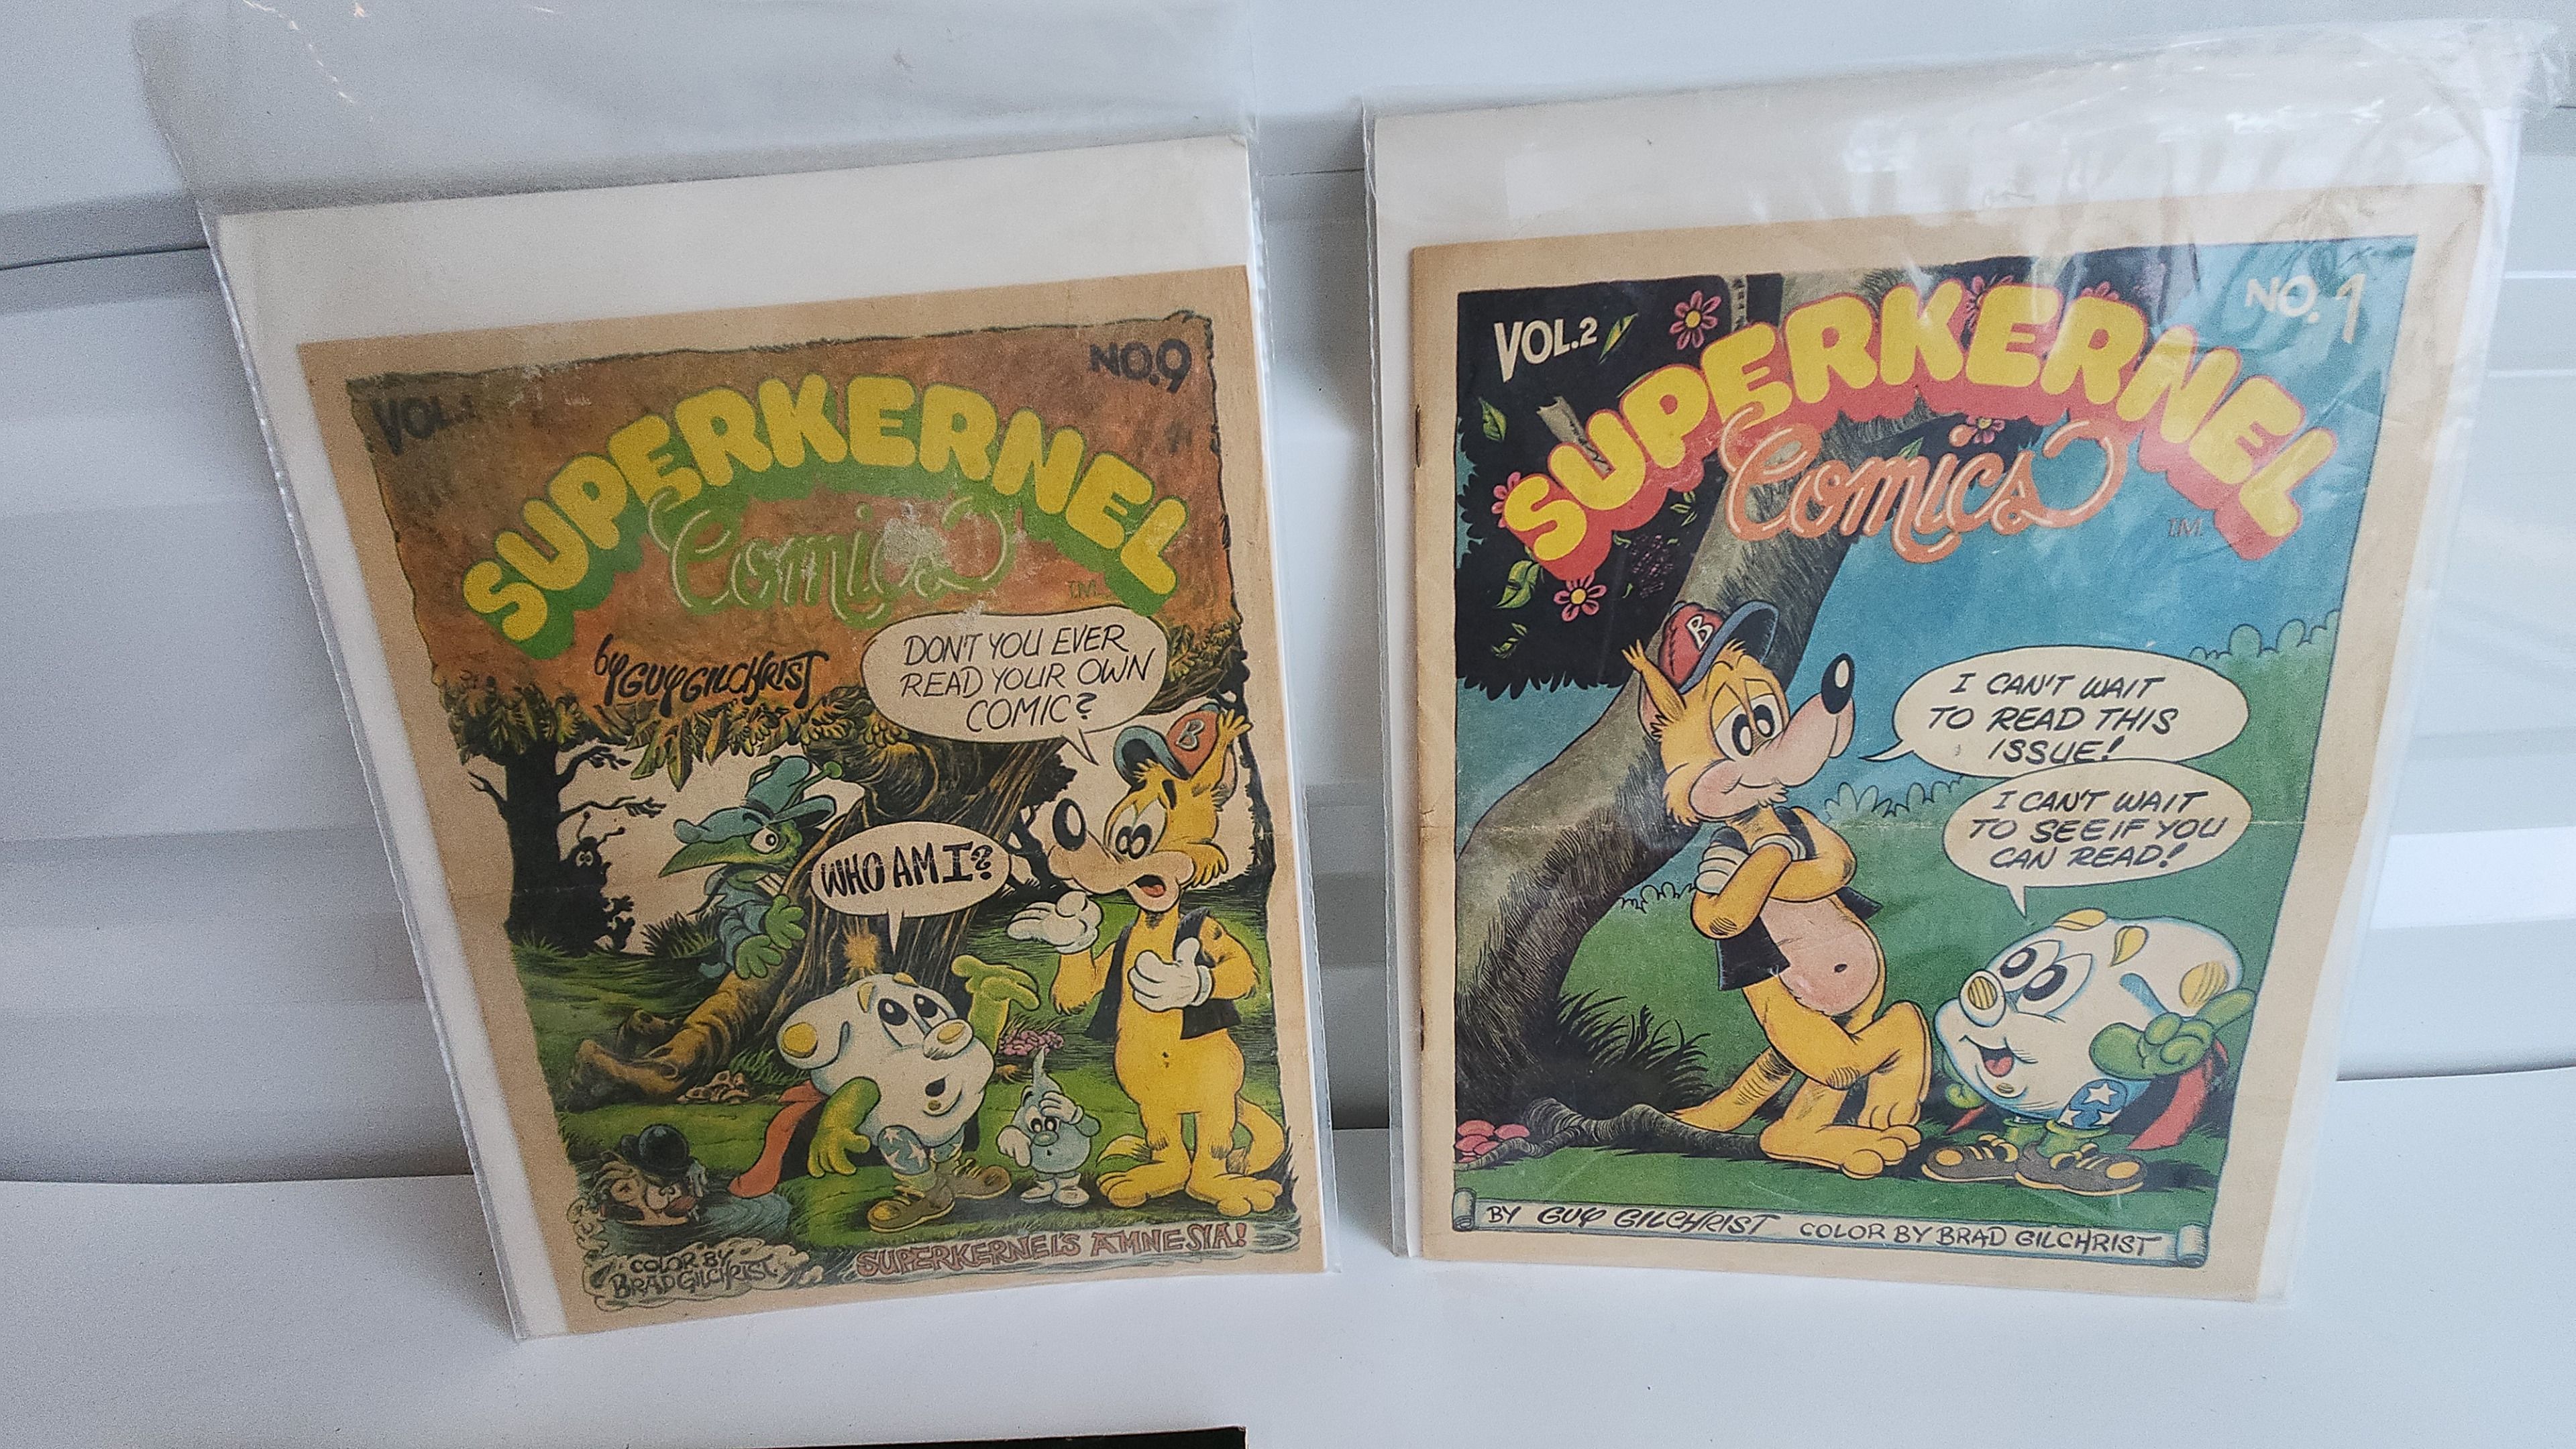 VOL.1
NO.9
SUPERKERNEL
Comics
T.M.
by GUY GILCHRIST
DON'T YOU EVER
READ YOUR OWN
COMIC?
B
WHO AM I?
COLOR BY
BRAD GILCHRIST
SUPERKERNEL'S AMNESIA!
VOL.2
NO. 1
SUPERKERNEL
Comics
T.M.
B
I CAN'T WAIT
TO READ THIS
ISSUE!
I CAN'T WAIT
TO SEE IF YOU
CAN READ!
BY GUY GILCHRIST COLOR BY BRAD GILCHRIST